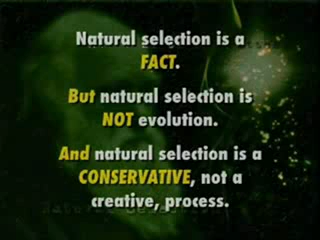 Natural selection is a
FACT.
But natural selection is
NOT evolution.
And natural selection is a
CONSERVATIVE, not a
creative, process.